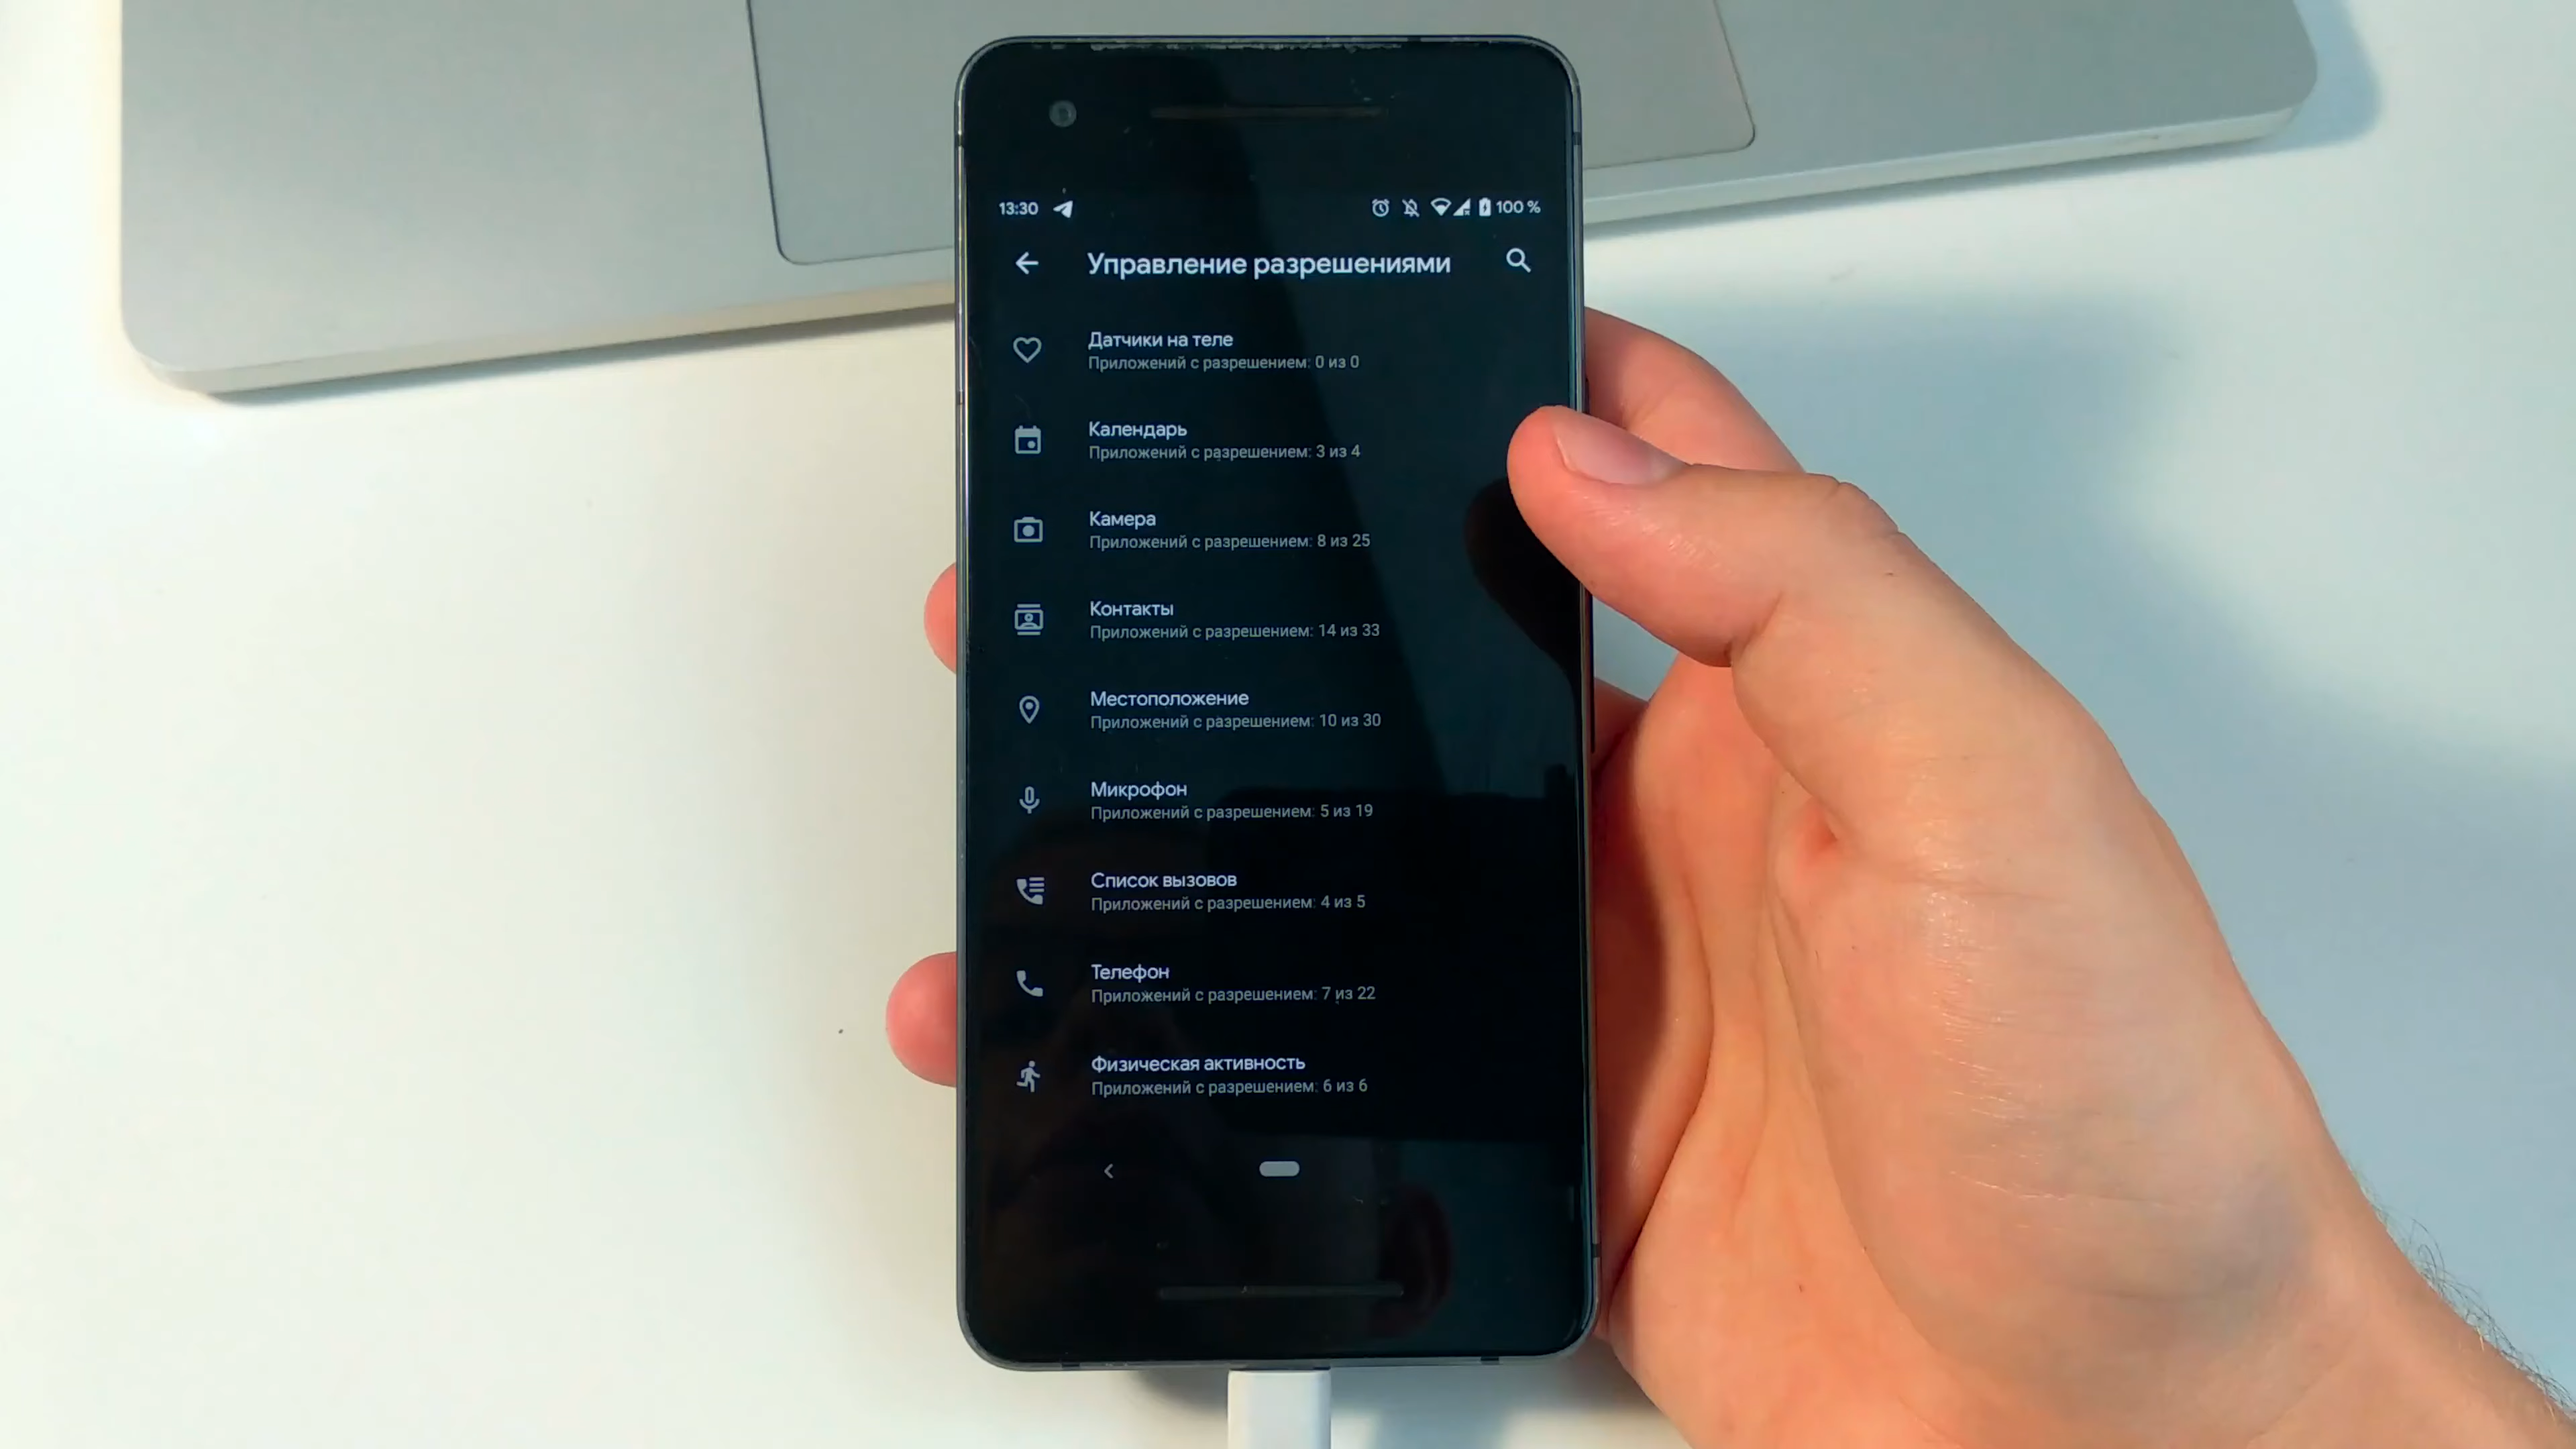 13:30
100 %
Управление разрешениями
Датчики на теле
Приложений с разрешением: 0 из 0
Календарь
Приложений с разрешением: 3 из 4
Камера
Приложений с разрешением: 8 из 25
Контакты
Приложений с разрешением: 14 из 33
Местоположение
Приложений с разрешением: 10 из 30
Микрофон
Приложений с разрешением: 5 из 19
Список вызовов
Приложений с разрешением: 4 из 5
Телефон
Приложений с разрешением: 7 из 22
Физическая активность
Приложений с разрешением: 6 из 6